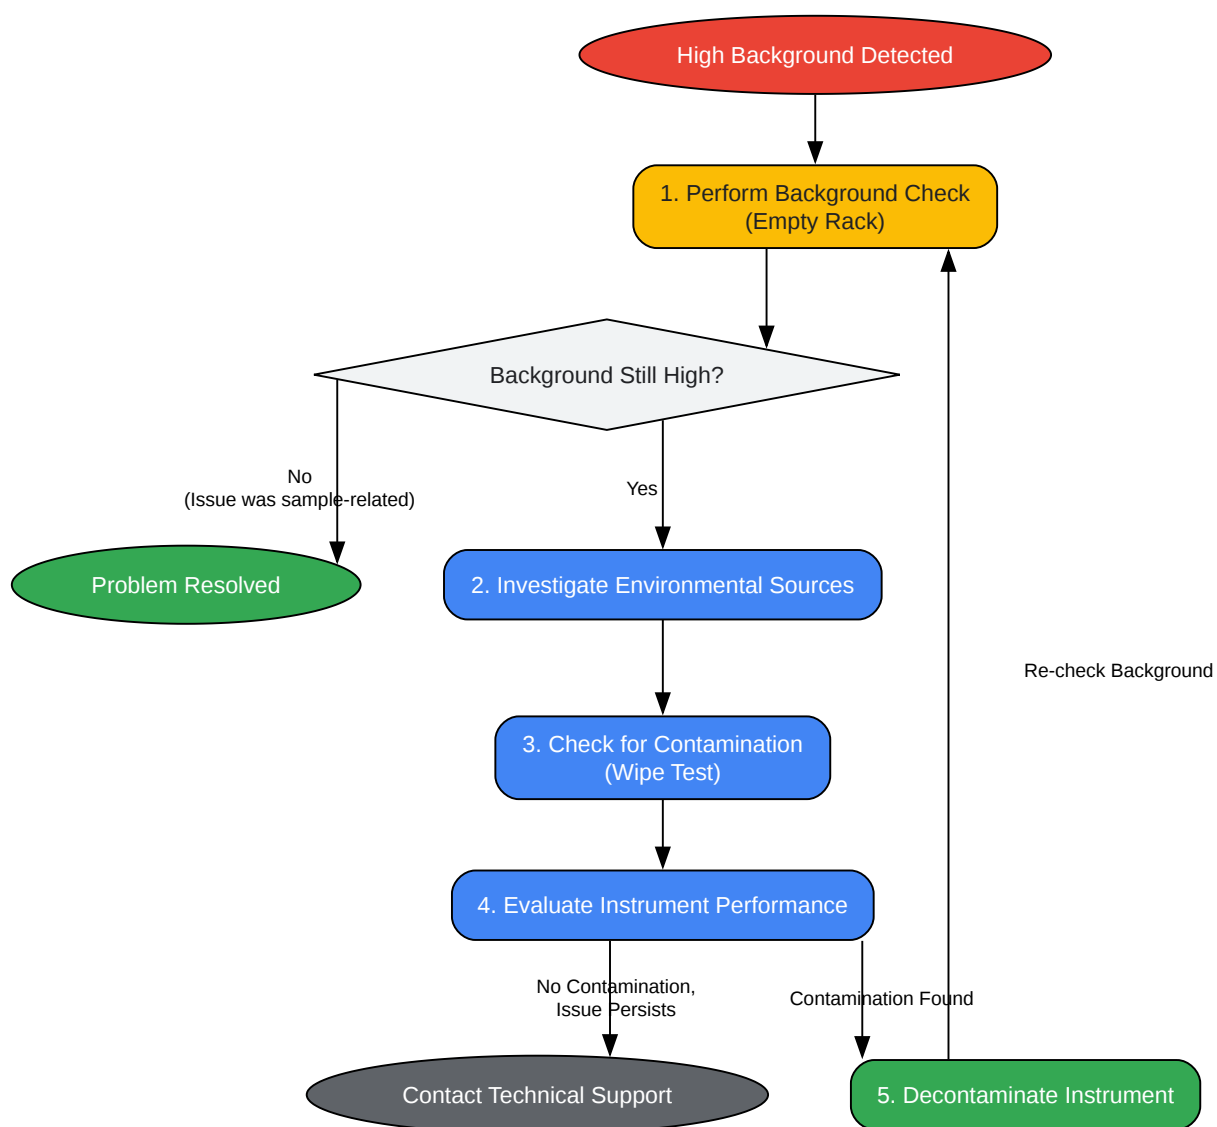 High Background Detected
1. Perform Background Check
(Empty Rack)
Background Still High?
No
(Issue was sample-related)
Yes
Problem Resolved
2. Investigate Environmental Sources
Re-check Background
3. Check for Contamination
(Wipe Test)
4. Evaluate Instrument Performance
No Contamination,
Issue Persists
Contamination Found
Contact Technical Support
5. Decontaminate Instrument